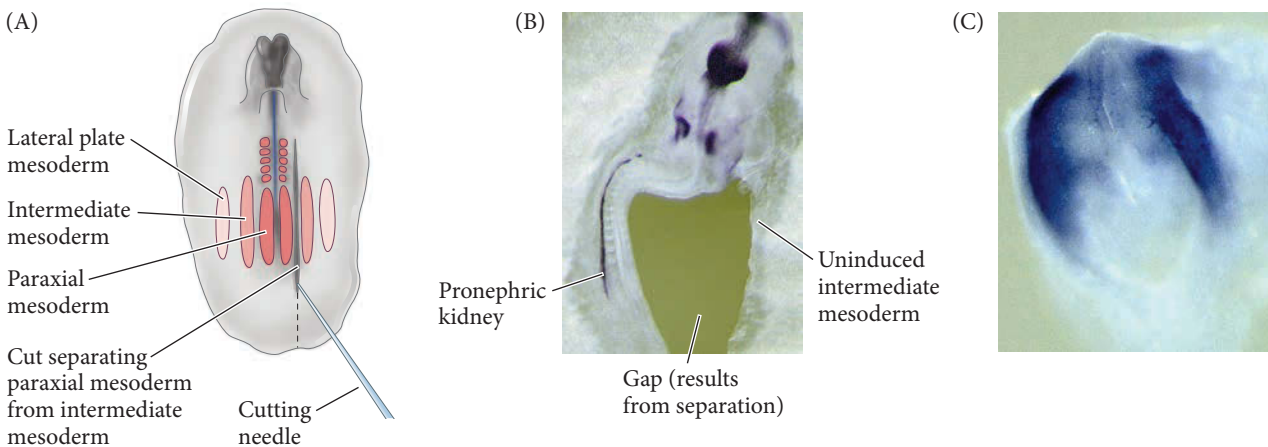 (A)
Lateral plate
mesoderm
Intermediate
mesoderm
Paraxial
mesoderm
Cut separating
paraxial mesoderm
from intermediate
mesoderm
Cutting
needle
(B)
Pronephric
kidney
Gap (results
from separation)
Uninduced
intermediate
mesoderm
(C)